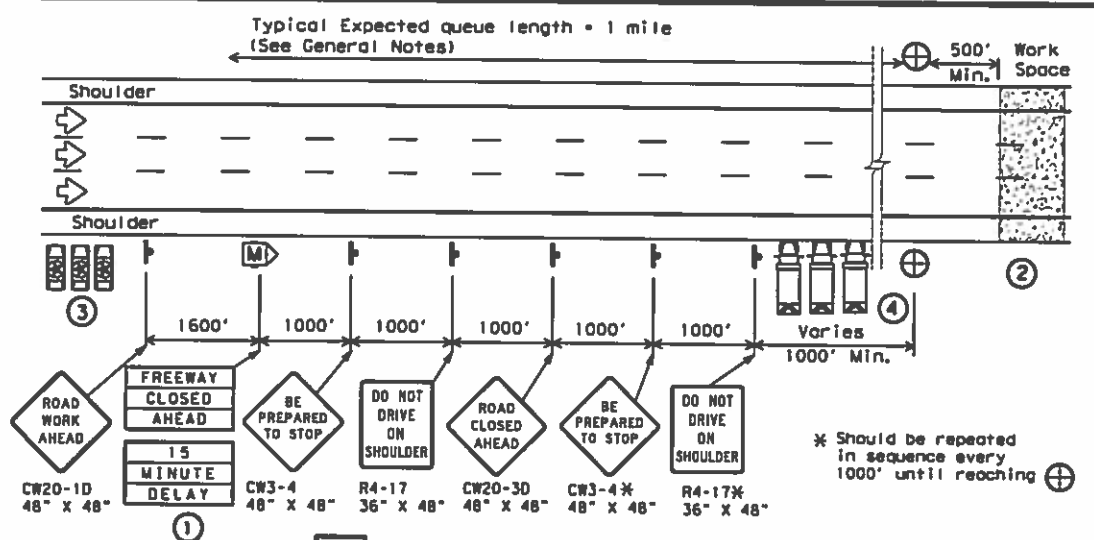 Typical Expected queue length = 1 mile
(See General Notes)
500'
Min.
Work
Space
Shoulder
Shoulder
M
3
4
2
1600'
1000'
1000'
1000'
1000'
1000'
Varies
1000' Min.
ROAD
WORK
AHEAD
CW20-1D
48" X 48"
FREEWAY
CLOSED
AHEAD
15
MINUTE
DELAY
1
BE
PREPARED
TO STOP
CW3-4
48" X 48"
DO NOT
DRIVE
ON
SHOULDER
R4-17
36" X 48"
ROAD
CLOSED
AHEAD
CW20-3D
48" X 48"
BE
PREPARED
TO STOP
CW3-4*
48" X 48"
DO NOT
DRIVE
ON
SHOULDER
R4-17*
36" X 48"
* Should be repeated
in sequence every
1000' until reaching